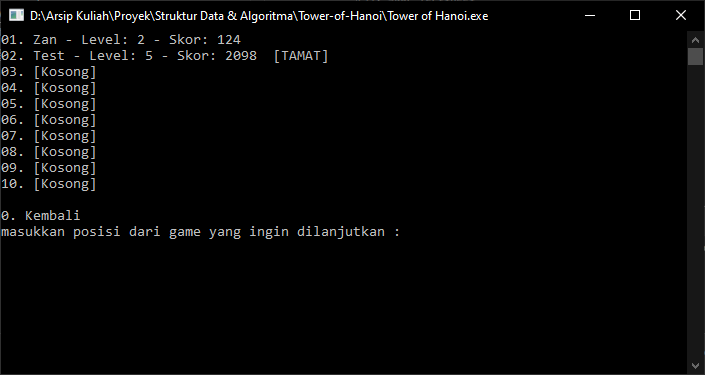 D:\Arsip Kuliah\Proyek\Struktur Data & Algoritma\Tower-of-Hanoi\Tower of Hanoi.exe
01. Zan - Level: 2 - Skor: 124
02. Test - Level: 5 - Skor: 2098  [TAMAT]
03. [Kosong]
04. [Kosong]
05. [Kosong]
06. [Kosong]
07. [Kosong]
08. [Kosong]
09. [Kosong]
10. [Kosong]
0. Kembali
masukkan posisi dari game yang ingin dilanjutkan :